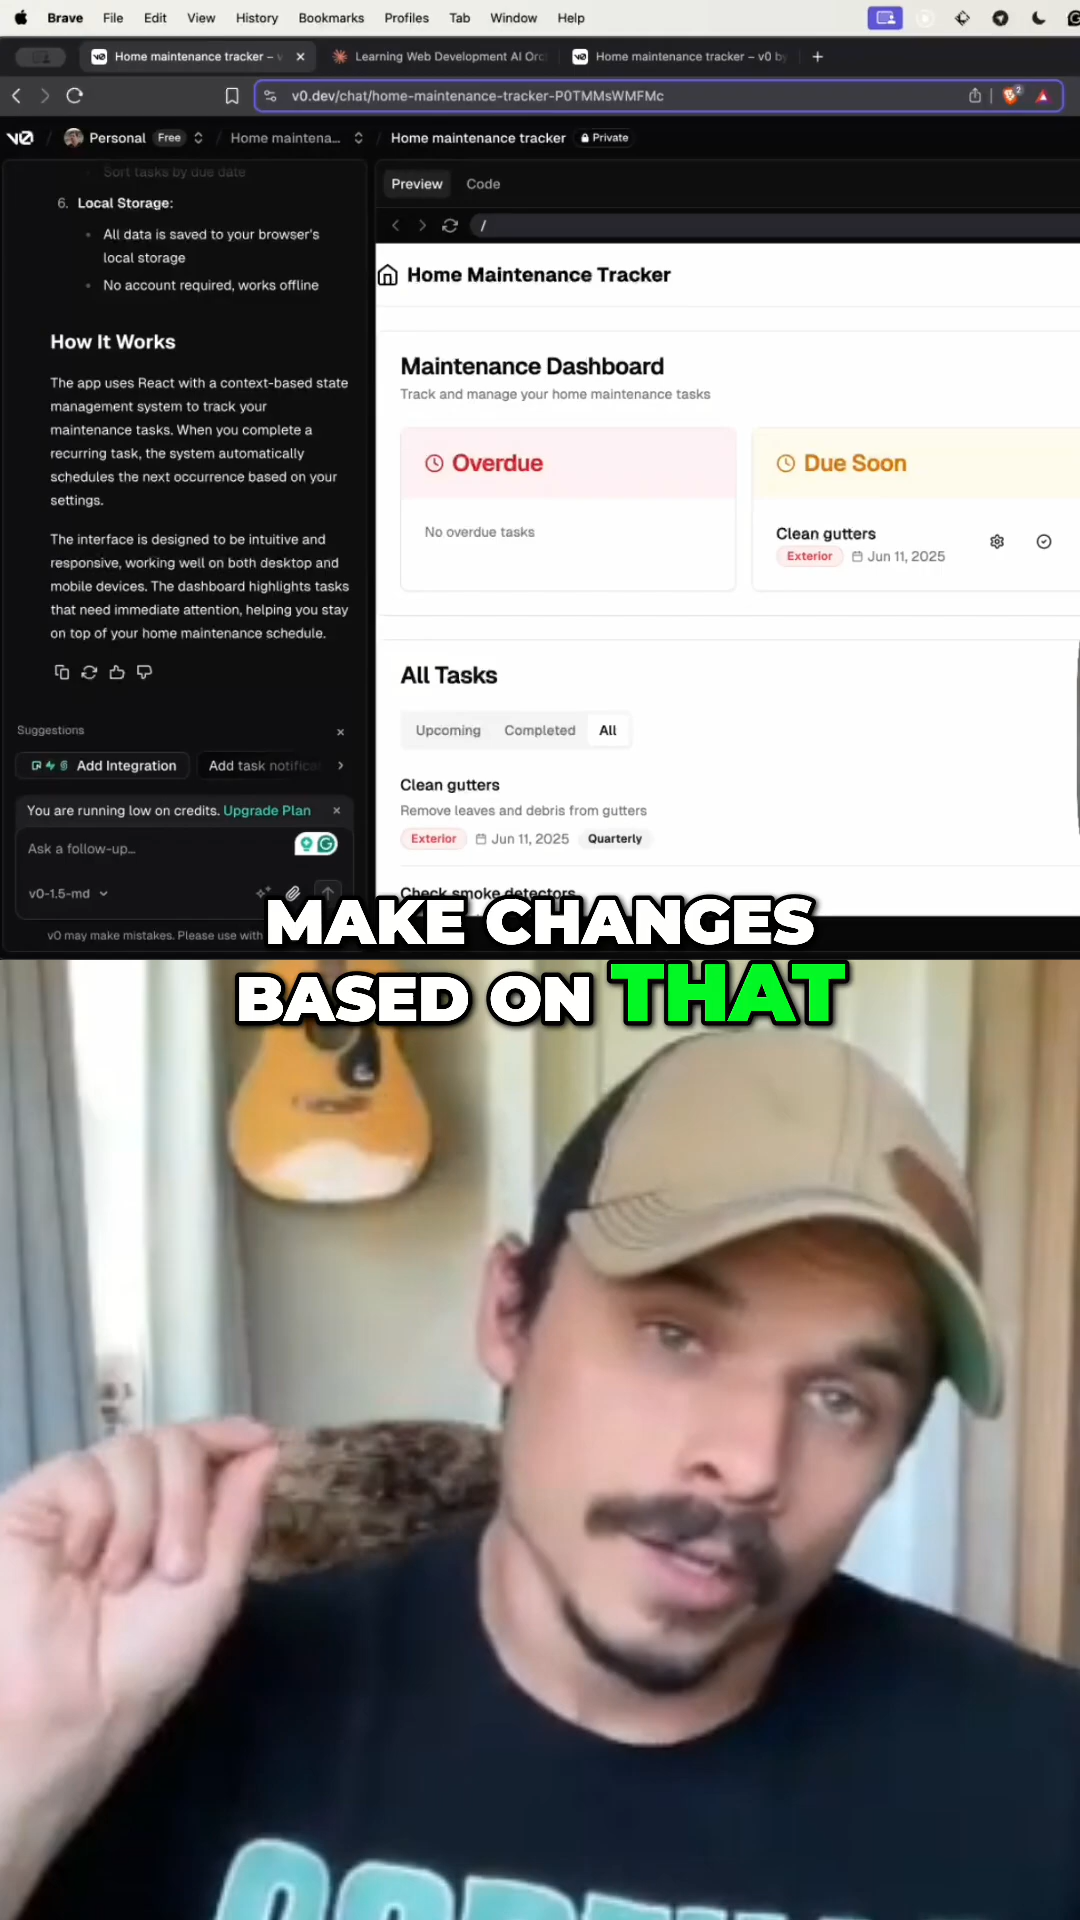 Brave File Edit View History Bookmarks Profiles Tab Window Help
Home maintenance tracker –
Learning Web Development AI Orc
Home maintenance tracker – v0 by
v0.dev/chat/home-maintenance-tracker-P0TMMsWMFMc
2
v0 / Personal Free / Home maintena... / Home maintenance tracker Private
Sort tasks by due date
6. Local Storage:
All data is saved to your browser's
local storage
No account required, works offline
How It Works
The app uses React with a context-based state
management system to track your
maintenance tasks. When you complete a
recurring task, the system automatically
schedules the next occurrence based on your
settings.
The interface is designed to be intuitive and
responsive, working well on both desktop and
mobile devices. The dashboard highlights tasks
that need immediate attention, helping you stay
on top of your home maintenance schedule.
Suggestions
Add Integration
Add task notifica
You are running low on credits. Upgrade Plan
Ask a follow-up...
v0-1.5-md
v0 may make mistakes. Please use with
Preview Code
/
Home Maintenance Tracker
Maintenance Dashboard
Track and manage your home maintenance tasks
Overdue
No overdue tasks
Due Soon
Clean gutters
Exterior Jun 11, 2025
All Tasks
Upcoming Completed All
Clean gutters
Remove leaves and debris from gutters
Exterior Jun 11, 2025 Quarterly
Check smoke detectors
MAKE CHANGES
BASED ON THAT